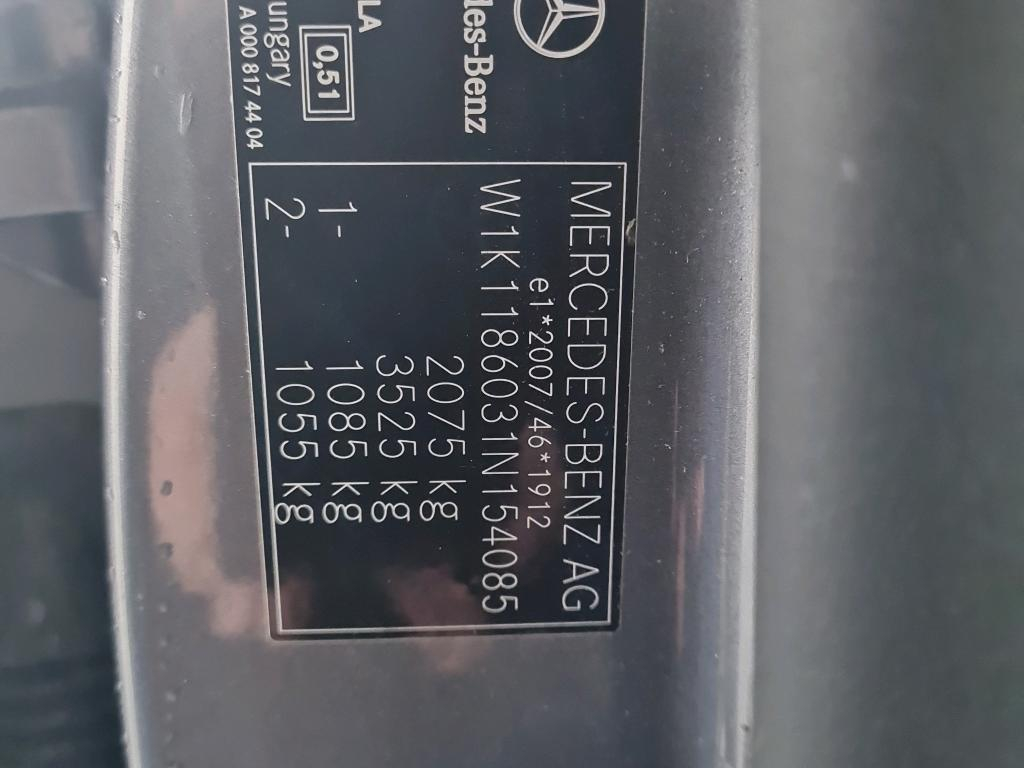 MERCEDES-BENZ AG
e1*2007/46*1912
W1K1186031N154085
2075 kg
3525 kg
1- 1085 kg
2- 1055 kg
des-Benz
LA
0,51
ungary
A 000 817 44 04